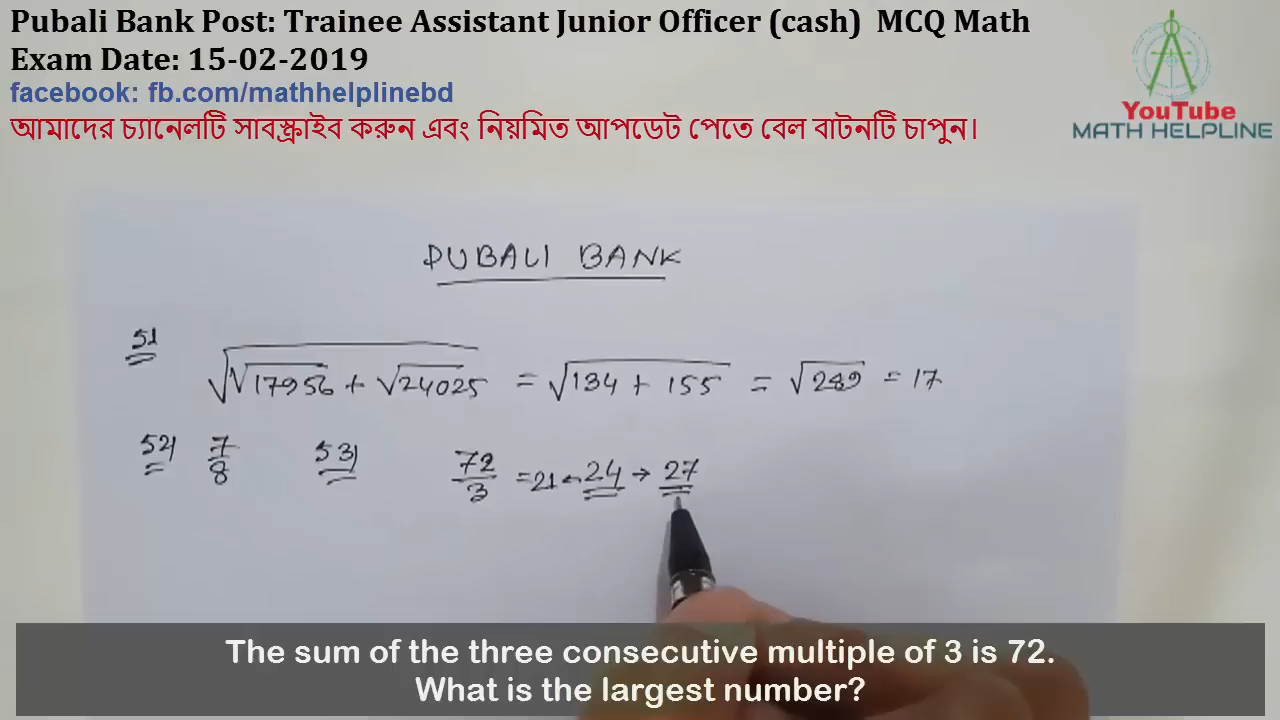 Pubali Bank Post: Trainee Assistant Junior Officer (cash) MCQ Math
Exam Date: 15-02-2019
facebook: fb.com/mathhelplinebd
আমাদের চ্যানেলটি সাবস্ক্রাইব করুন এবং নিয়মিত আপডেট পেতে বেল বাটনটি চাপুন।
YouTube
MATH HELPLINE
PUBALI BANK
51
√(√17956 + √24025) = √(134 + 155) = √289 = 17
52) 7/8 53) 72/3 = 21 ← 24 → 27
The sum of the three consecutive multiple of 3 is 72.
What is the largest number?